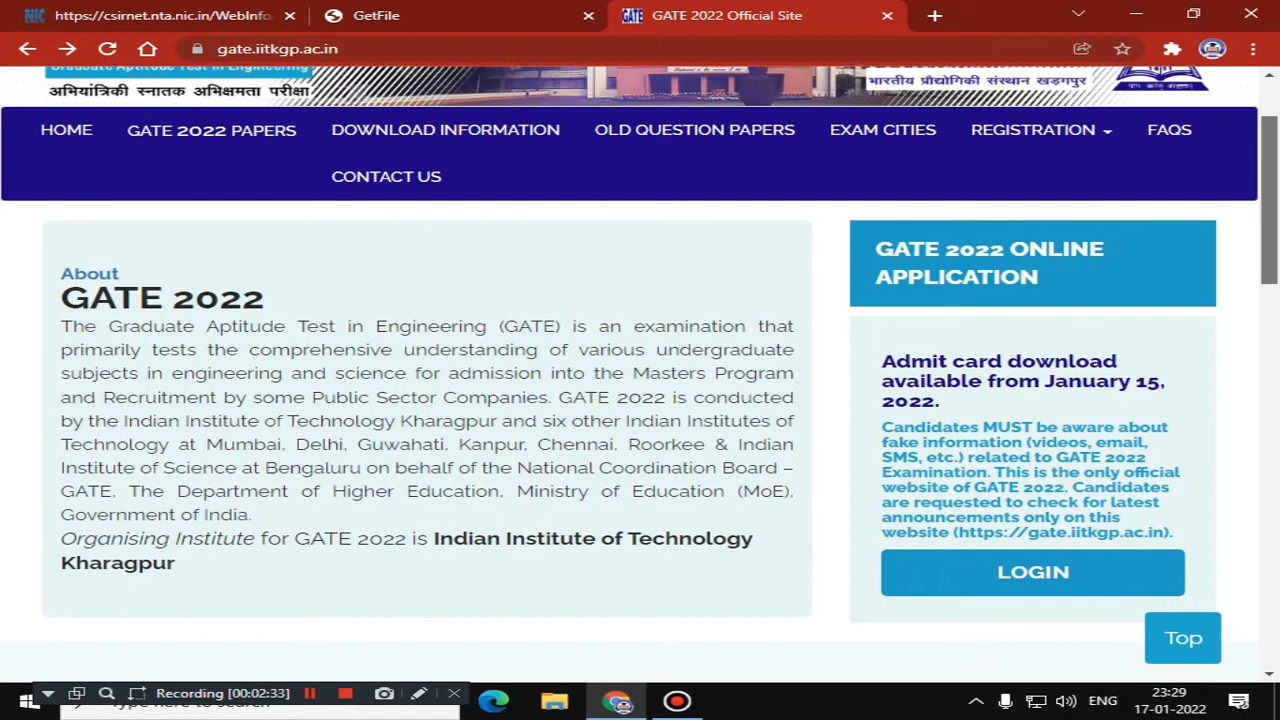 https://csirnet.nta.nic.in/WebInfo
GetFile
GATE 2022 Official Site
gate.iitkgp.ac.in
Graduate Aptitude Test in Engineering
अभियांत्रिकी स्नातक अभिक्षमता परीक्षा
भारतीय प्रौद्योगिकी संस्थान खड़गपुर
HOME
GATE 2022 PAPERS
DOWNLOAD INFORMATION
OLD QUESTION PAPERS
EXAM CITIES
REGISTRATION
FAQS
CONTACT US
About
GATE 2022
The Graduate Aptitude Test in Engineering (GATE) is an examination that
primarily tests the comprehensive understanding of various undergraduate
subjects in engineering and science for admission into the Masters Program
and Recruitment by some Public Sector Companies. GATE 2022 is conducted
by the Indian Institute of Technology Kharagpur and six other Indian Institutes of
Technology at Mumbai, Delhi, Guwahati, Kanpur, Chennai, Roorkee & Indian
Institute of Science at Bengaluru on behalf of the National Coordination Board –
GATE, The Department of Higher Education, Ministry of Education (MoE),
Government of India.
Organising Institute for GATE 2022 is Indian Institute of Technology
Kharagpur
GATE 2022 ONLINE
APPLICATION
Admit card download
available from January 15,
2022.
Candidates MUST be aware about
fake information (videos, email,
SMS, etc.) related to GATE 2022
Examination. This is the only official
website of GATE 2022. Candidates
are requested to check for latest
announcements only on this
website (https://gate.iitkgp.ac.in).
LOGIN
Top
Recording [00:02:33]
Type here to search
ENG
23:29
17-01-2022